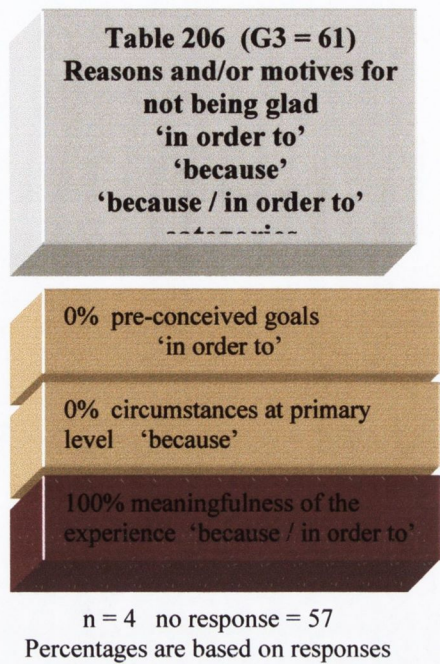 Table 206 (G3 = 61)
Reasons and/or motives for
not being glad
‘in order to’
‘because’
‘because / in order to’
0% pre-conceived goals
‘in order to’
0% circumstances at primary
level ‘because’
100% meaningfulness of the
experience ‘because / in order to’
n = 4 no response = 57
Percentages are based on responses